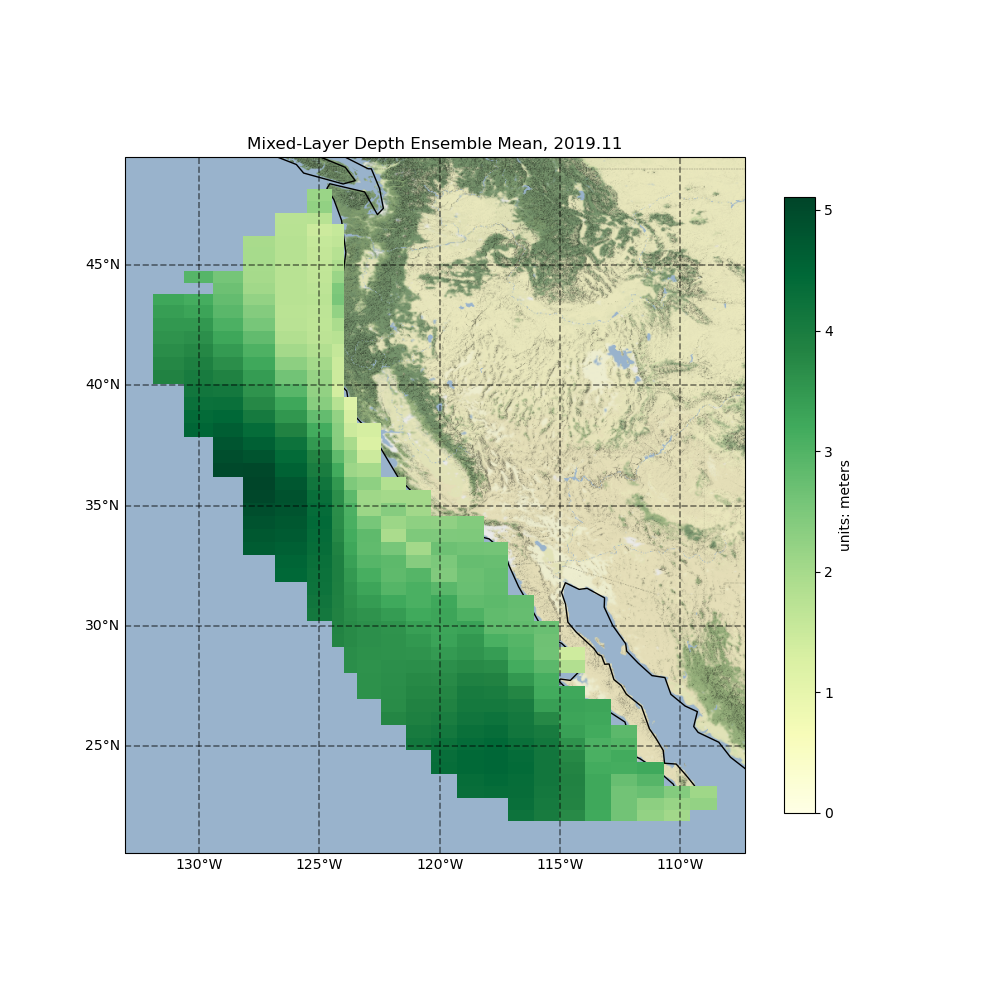 Mixed-Layer Depth Ensemble Mean, 2019.11
45°N
40°N
35°N
30°N
25°N
130°W
125°W
120°W
115°W
110°W
5
4
3
2
1
0
units: meters